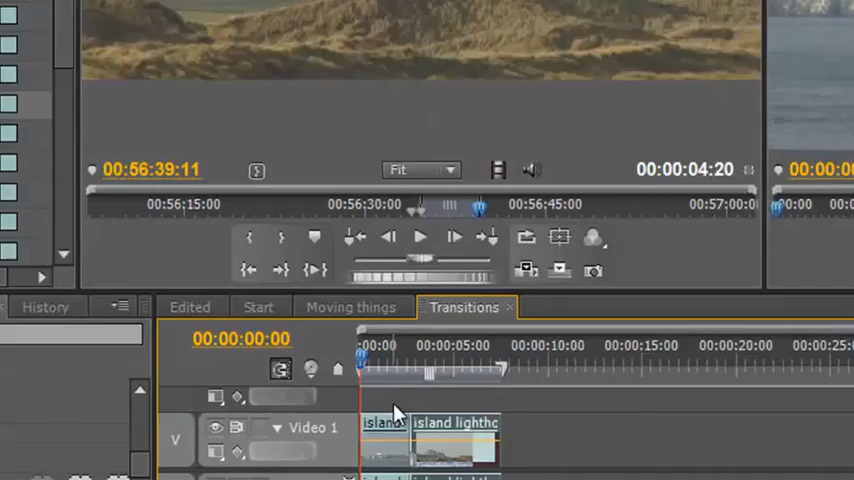 00:56:39:11
Fit
00:00:04:20
00:56:15:00
00:56:30:00
00:56:45:00
00:57:00:0
00:00
History
Edited
Start
Moving things
Transitions
00:00:00:00
:00:00
00:00:05:00
00:00:10:00
00:00:15:00
00:00:20:00
00:00:25:0
V
Video 1
island
island lighthc